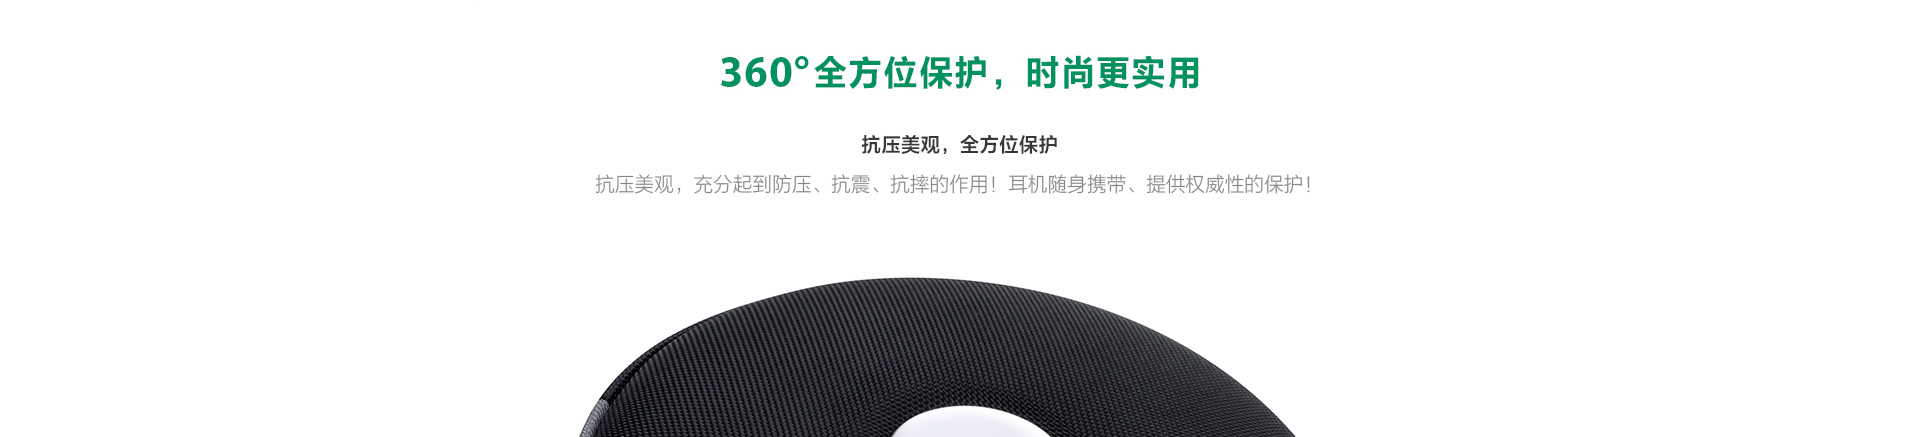 360°全方位保护，时尚更实用
抗压美观，全方位保护
抗压美观，充分起到防压、抗震、抗摔的作用！耳机随身携带、提供权威性的保护！